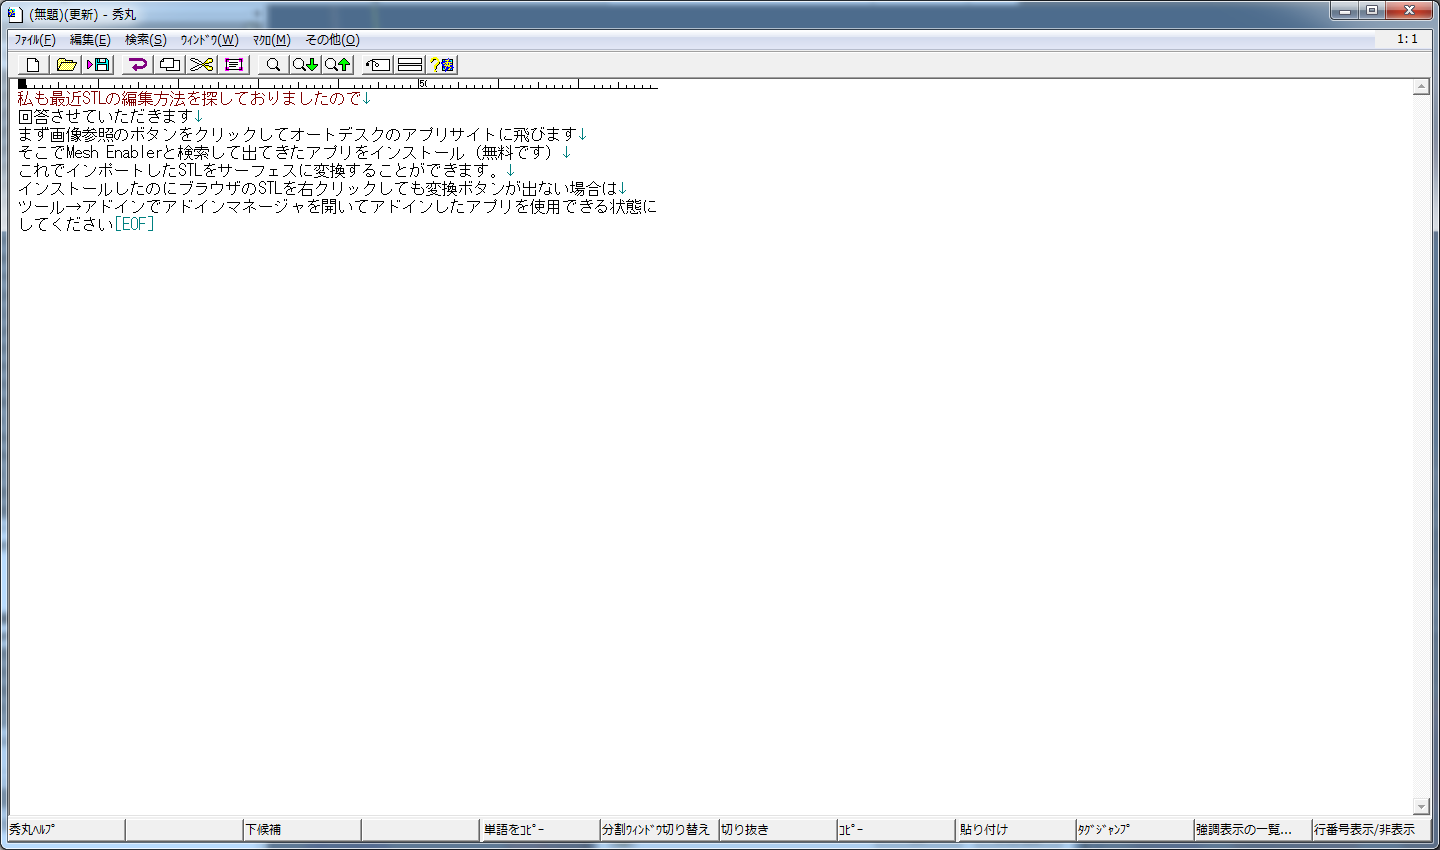 (無題)(更新) - 秀丸
ﾌｧｲﾙ(F) 編集(E) 検索(S) ｳｨﾝﾄﾞｳ(W) ﾏｸﾛ(M) その他(O) 1:1
50
私も最近STLの編集方法を探しておりましたので↓
回答させていただきます↓
まず画像参照のボタンをクリックしてオートデスクのアプリサイトに飛びます↓
そこでMesh Enablerと検索して出てきたアプリをインストール（無料です）↓
これでインポートしたSTLをサーフェスに変換することができます。↓
インストールしたのにブラウザのSTLを右クリックしても変換ボタンが出ない場合は↓
ツール→アドインでアドインマネージャを開いてアドインしたアプリを使用できる状態に
してください[EOF]
秀丸ﾍﾙﾌﾟ 下候補 単語をｺﾋﾟｰ 分割ｳｨﾝﾄﾞｳ切り替え 切り抜き ｺﾋﾟｰ 貼り付け ﾀｸﾞｼﾞｬﾝﾌﾟ 強調表示の一覧... 行番号表示/非表示